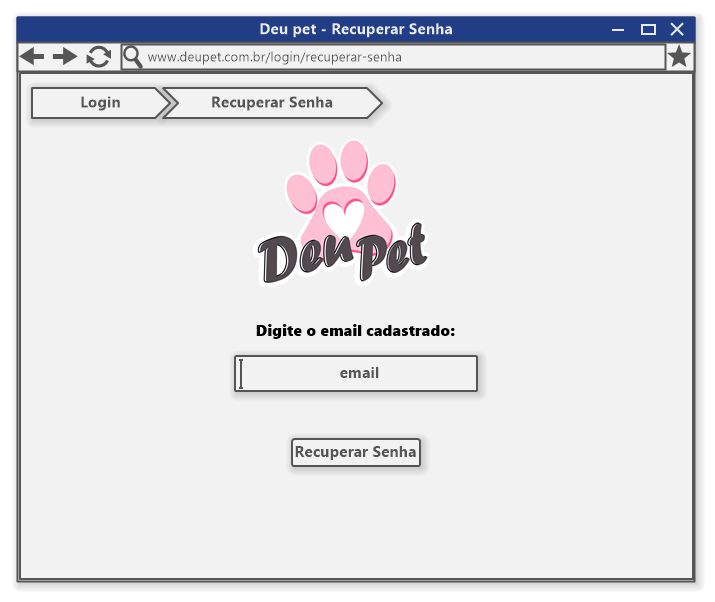 Deu pet - Recuperar Senha
www.deupet.com.br/login/recuperar-senha
Login
Recuperar Senha
Deu Pet
Digite o email cadastrado:
email
Recuperar Senha